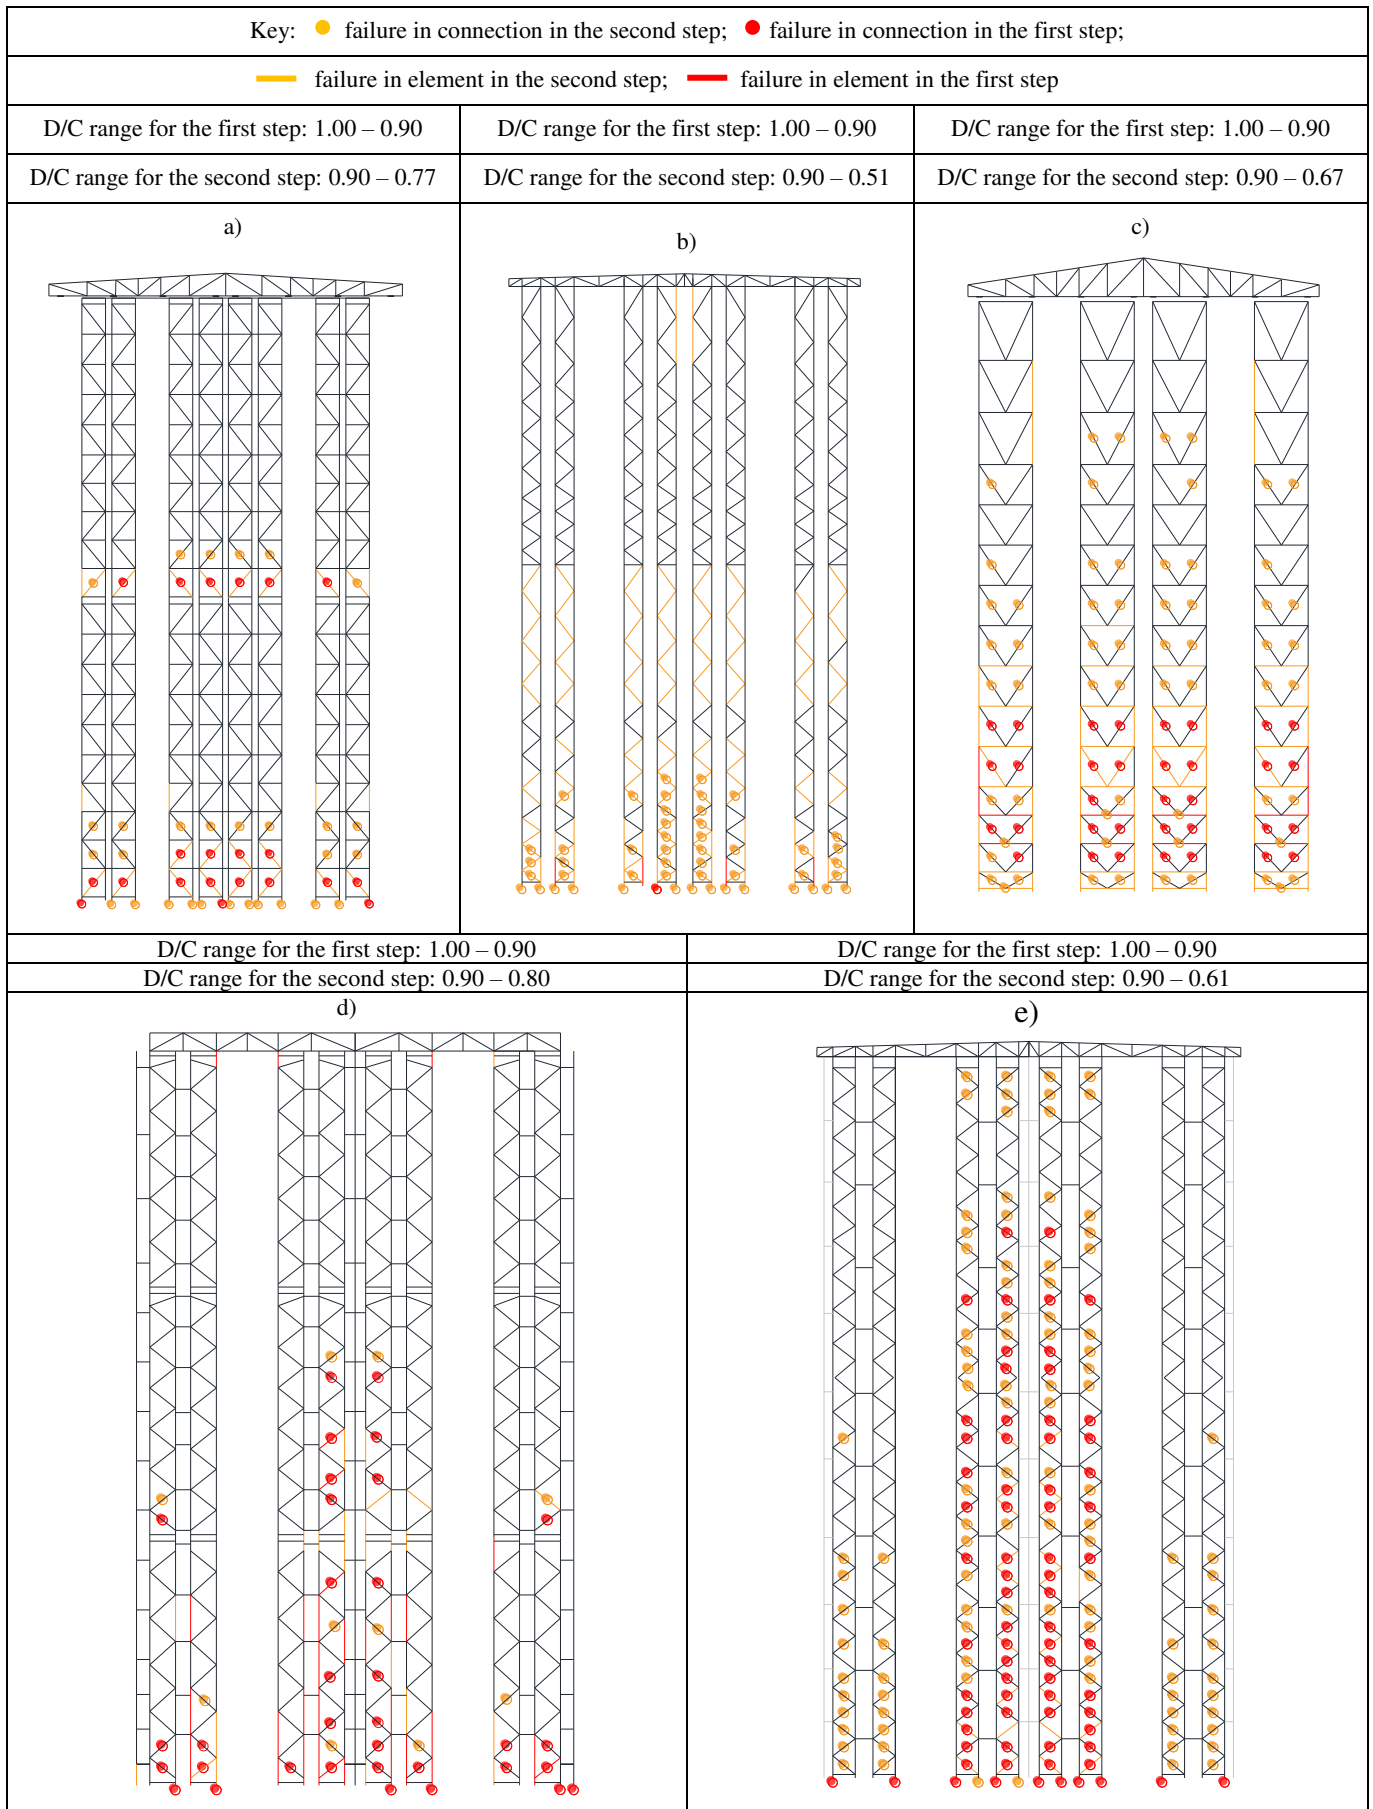 Key: failure in connection in the second step; failure in connection in the first step;
failure in element in the second step; failure in element in the first step
D/C range for the first step: 1.00 – 0.90
D/C range for the first step: 1.00 – 0.90
D/C range for the first step: 1.00 – 0.90
D/C range for the second step: 0.90 – 0.77
D/C range for the second step: 0.90 – 0.51
D/C range for the second step: 0.90 – 0.67
a)
b)
c)
D/C range for the first step: 1.00 – 0.90
D/C range for the first step: 1.00 – 0.90
D/C range for the second step: 0.90 – 0.80
D/C range for the second step: 0.90 – 0.61
d)
e)